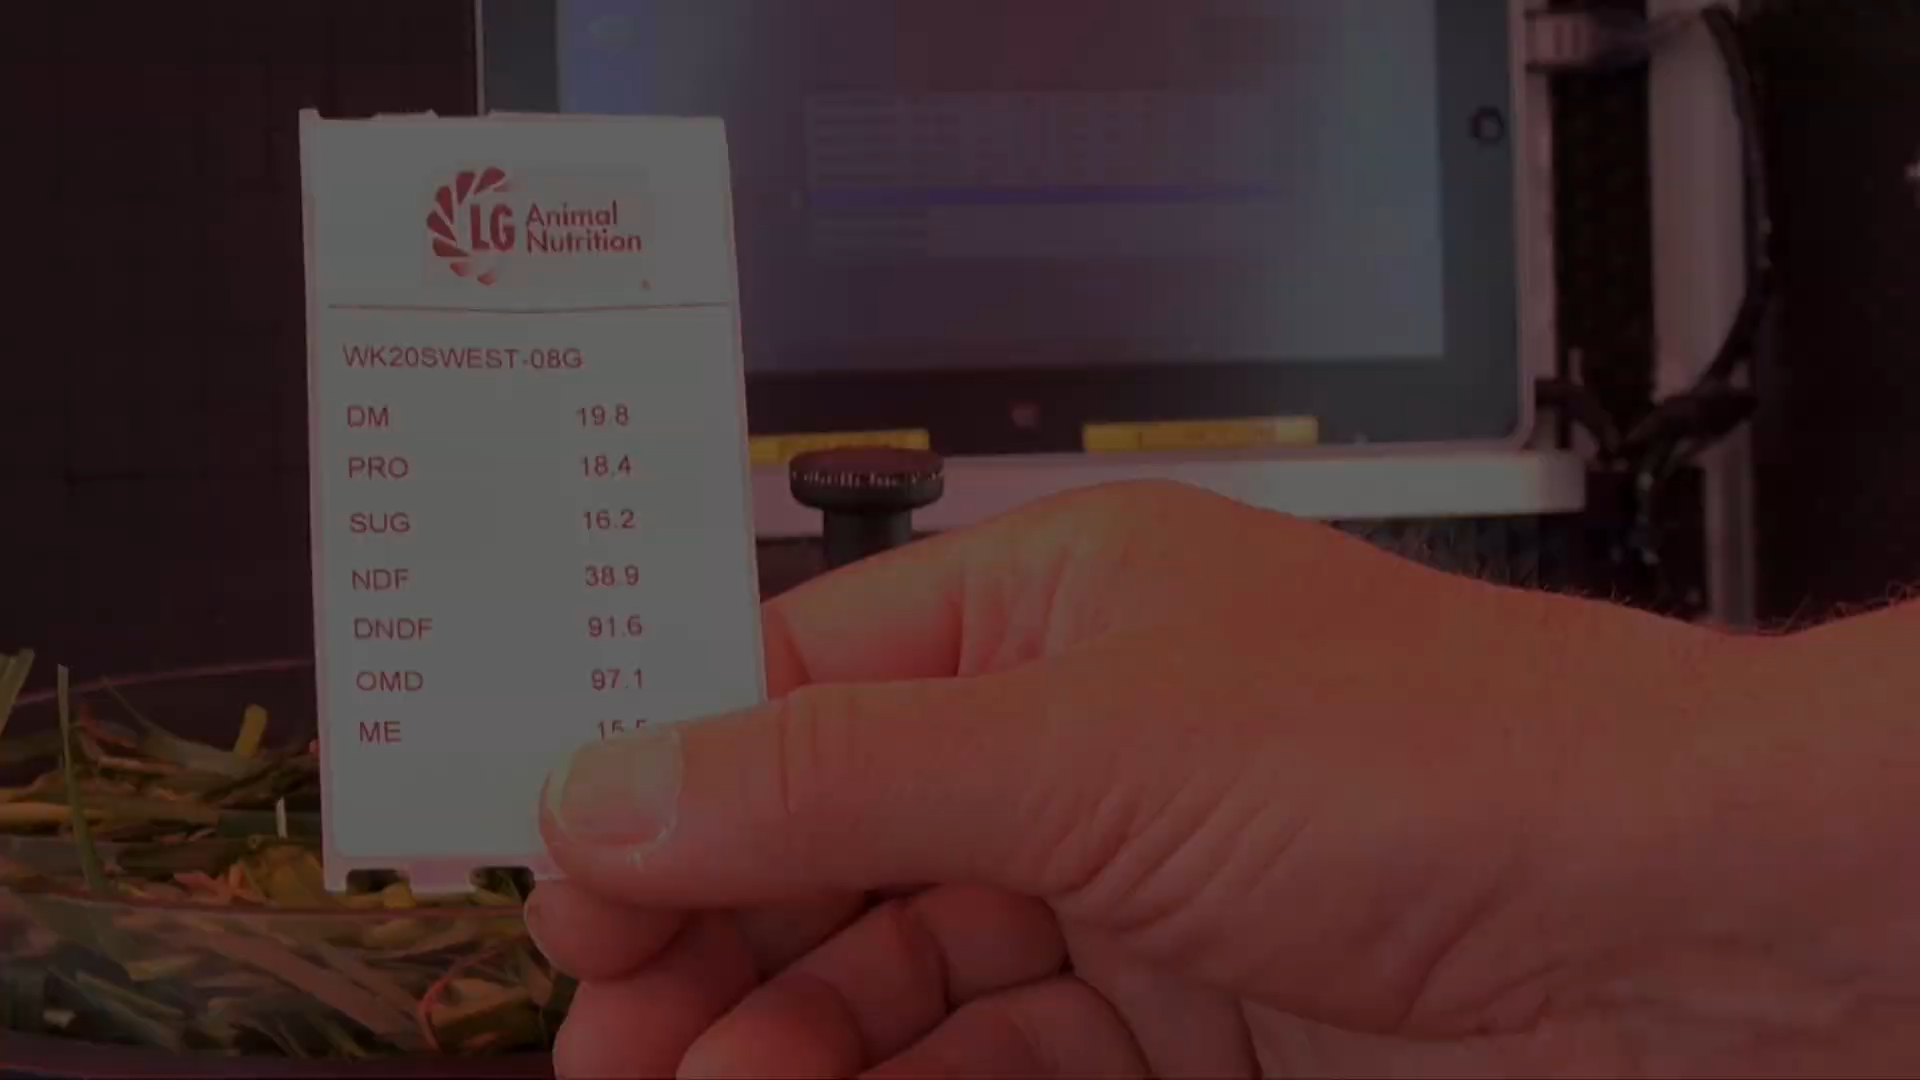 LG Animal
Nutrition
WK20SWEST-08G
DM 19.8
PRO 18.4
SUG 16.2
NDF 38.9
DNDF 91.6
OMD 97.1
ME